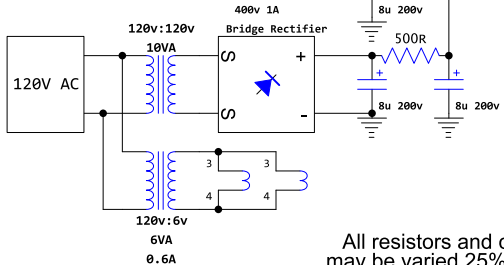 400v 1A
8u 200v
120v:120v
Bridge Rectifier
10VA
500R
S
+
+
+
120V AC
8u 200v
8u 200v
S
-
3
3
4
4
120v:6v
6VA
0.6A
All resistors and
may be varied 25%